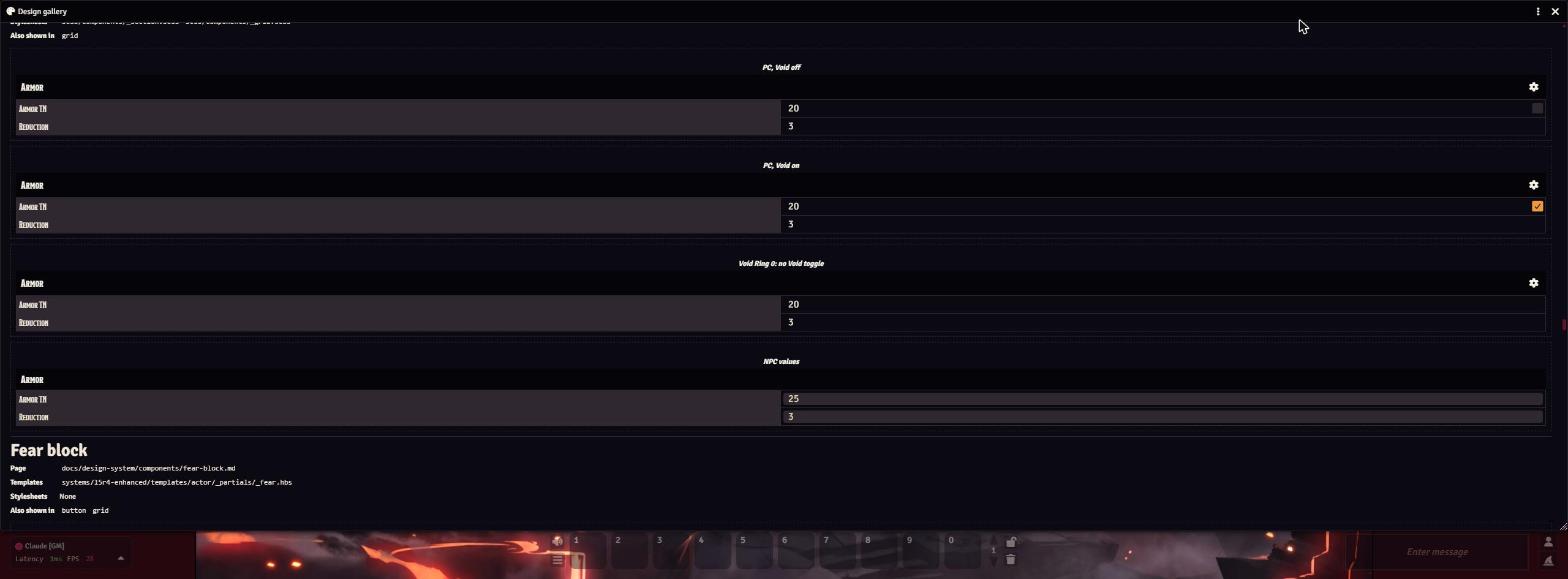 Design gallery
Also shown in grid
PC, Void off
Armor
Armor TN 20
Reduction 3
PC, Void on
Armor
Armor TN 20
Reduction 3
Void Ring 0: no Void toggle
Armor
Armor TN 20
Reduction 3
NPC values
Armor
Armor TN 25
Reduction 3
Fear block
Page docs/design-system/components/fear-block.md
Templates systems/l5r4-enhanced/templates/actor/_partials/_fear.hbs
Stylesheets None
Also shown in button grid
Claude [GM]
Latency 3ms FPS 28
1 2 3 4 5 6 7 8 9 0
1
Enter message